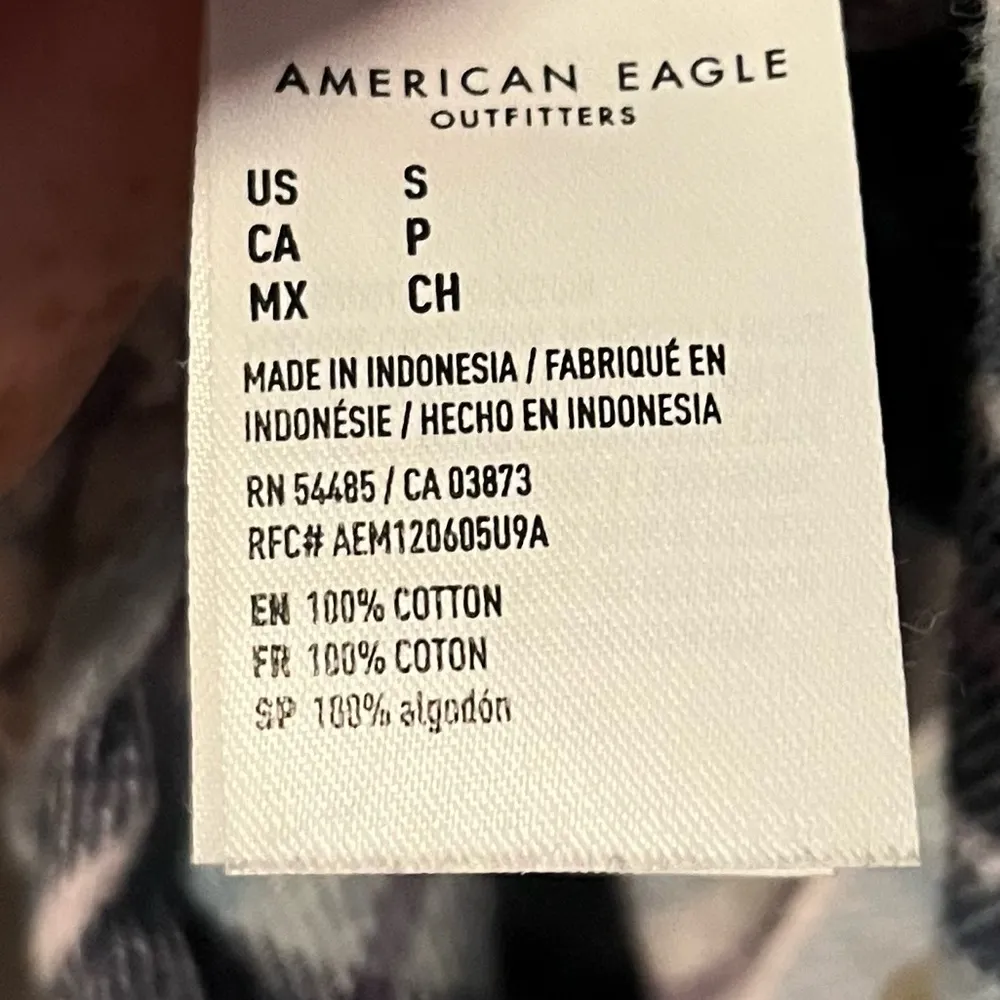 AMERICAN EAGLE
OUTFITTERS
US S
CA P
MX CH
MADE IN INDONESIA / FABRIQUÉ EN
INDONÉSIE / HECHO EN INDONESIA
RN 54485 / CA 03873
RFC# AEM120605U9A
EN 100% COTTON
FR 100% COTON
SP 100% algodón